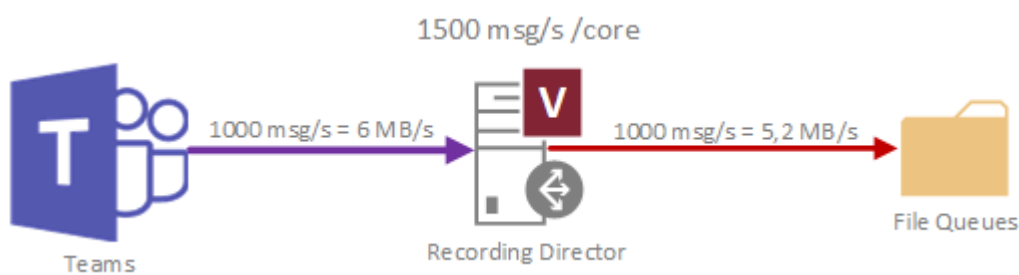 1500 msg/s /core
T
V
1000 msg/s = 6 MB/s
1000 msg/s = 5,2 MB/s
Teams
Recording Director
File Queues